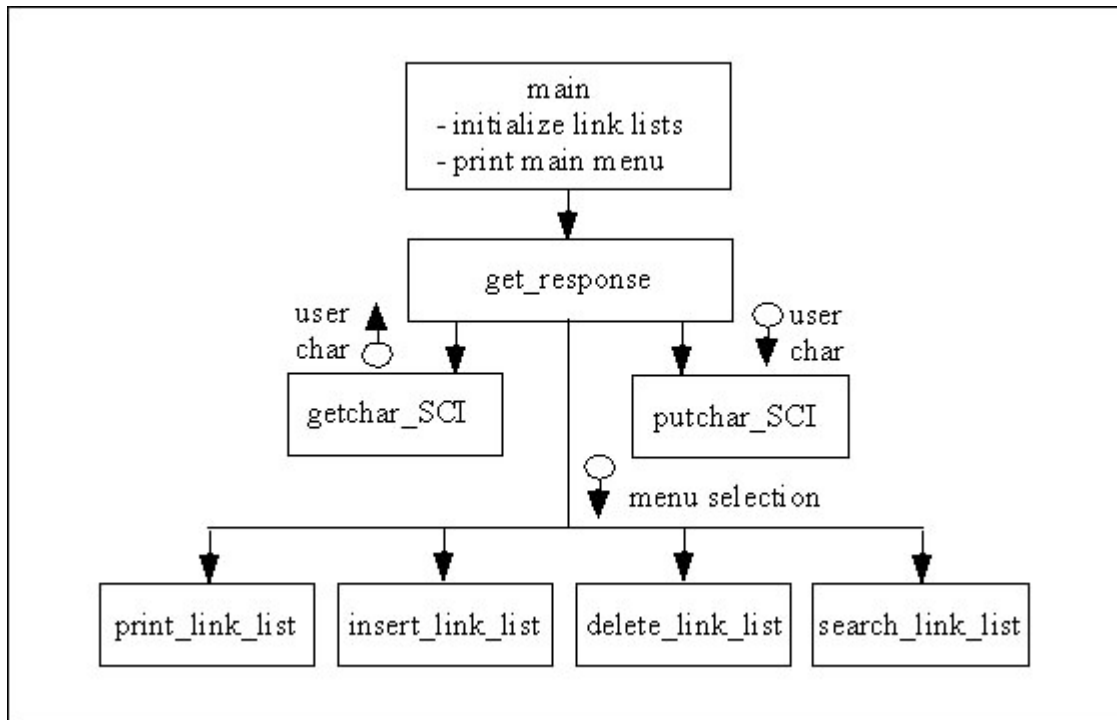 main
- initialize link lists
- print main menu
get_response
user
char
user
char
getchar_SCI
putchar_SCI
menu selection
print_link_list
insert_link_list
delete_link_list
search_link_list